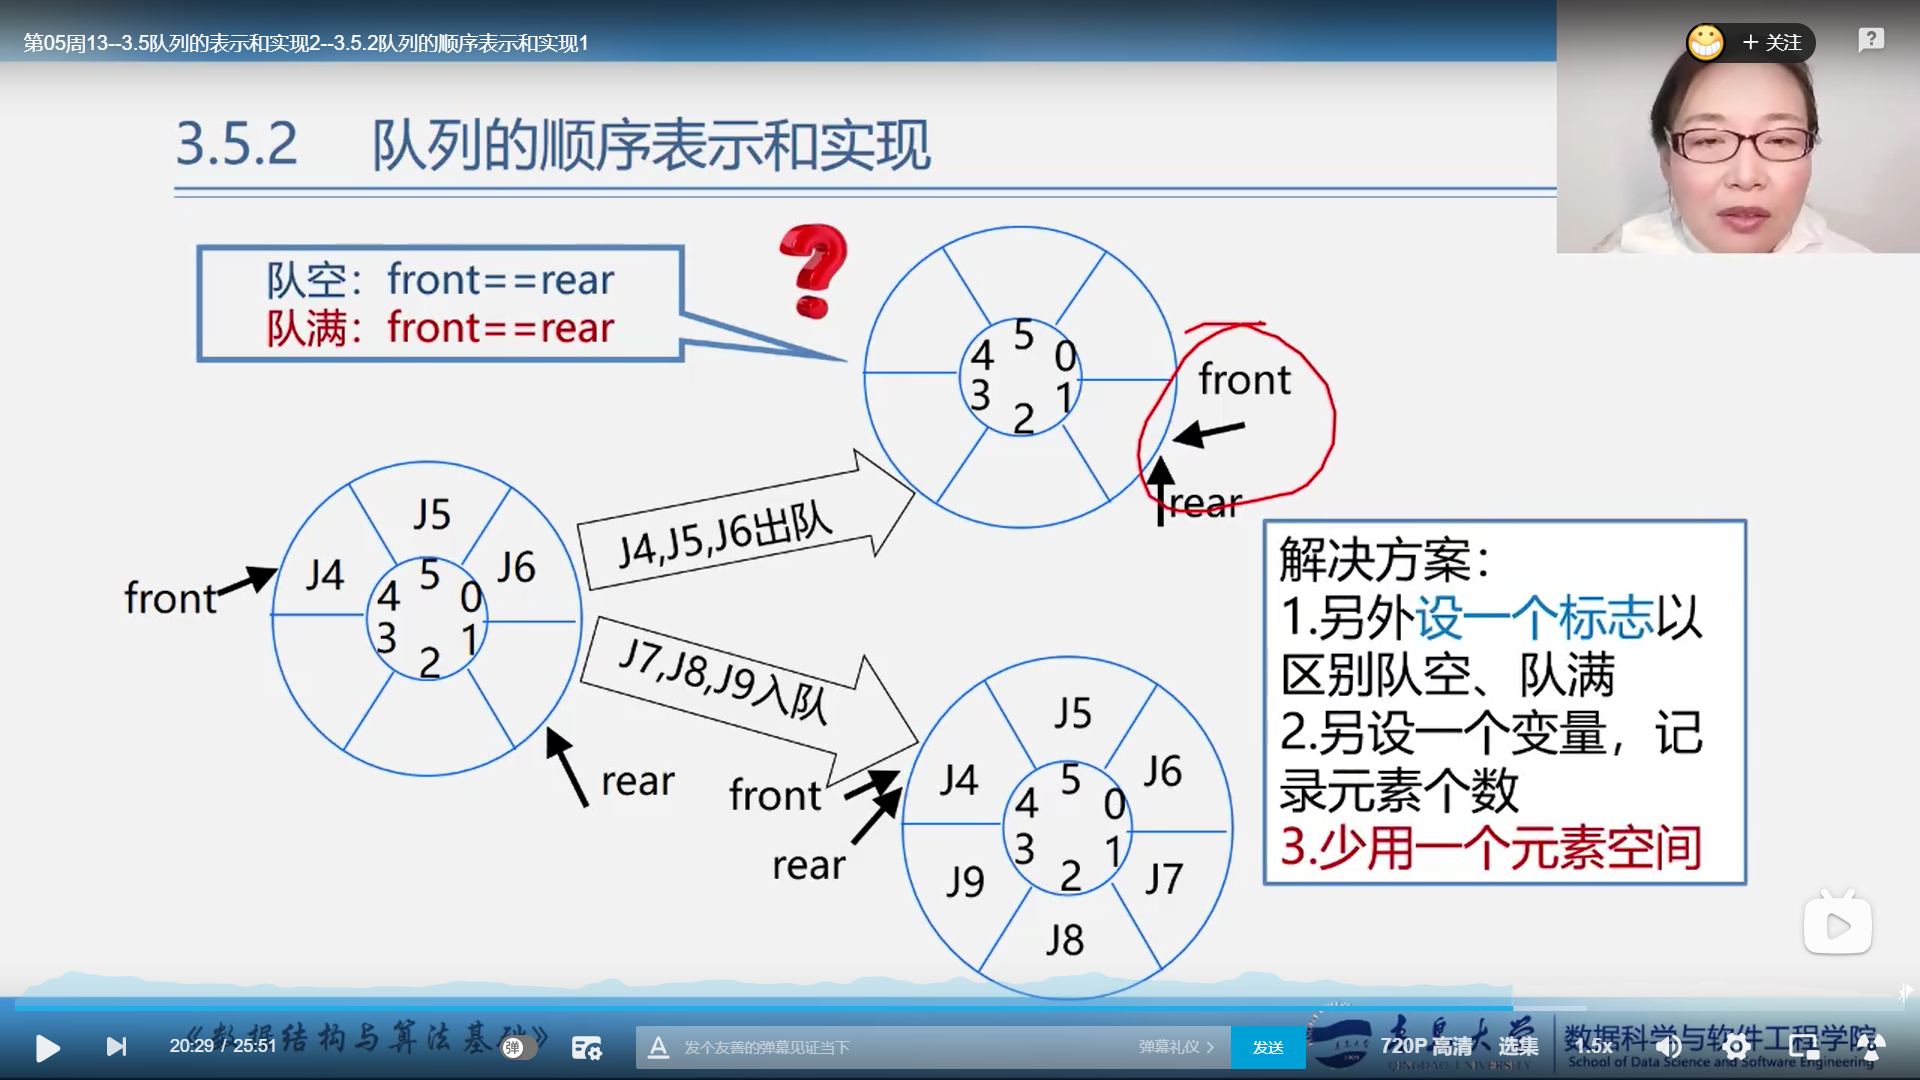 第05周13--3.5队列的表示和实现2--3.5.2队列的顺序表示和实现1
+ 关注
?
3.5.2 队列的顺序表示和实现
队空：front==rear
队满：front==rear
?
5
4 0
3 1
2
front
rear
J4,J5,J6出队
J5
J4 J6
5
4 0
3 1
2
front
rear
J7,J8,J9入队
front
rear
J5
J4 J6
5
4 0
3 1
2
J9 J7
J8
解决方案：
1.另外设一个标志以
区别队空、队满
2.另设一个变量，记
录元素个数
3.少用一个元素空间
《数据结构与算法基础》
20:29 / 25:51
弹
发个友善的弹幕见证当下
弹幕礼仪 >
发送
青岛大学
QINGDAO UNIVERSITY
720P 高清
选集
1.5x
数据科学与软件工程学院
School of Data Science and Software Engineering